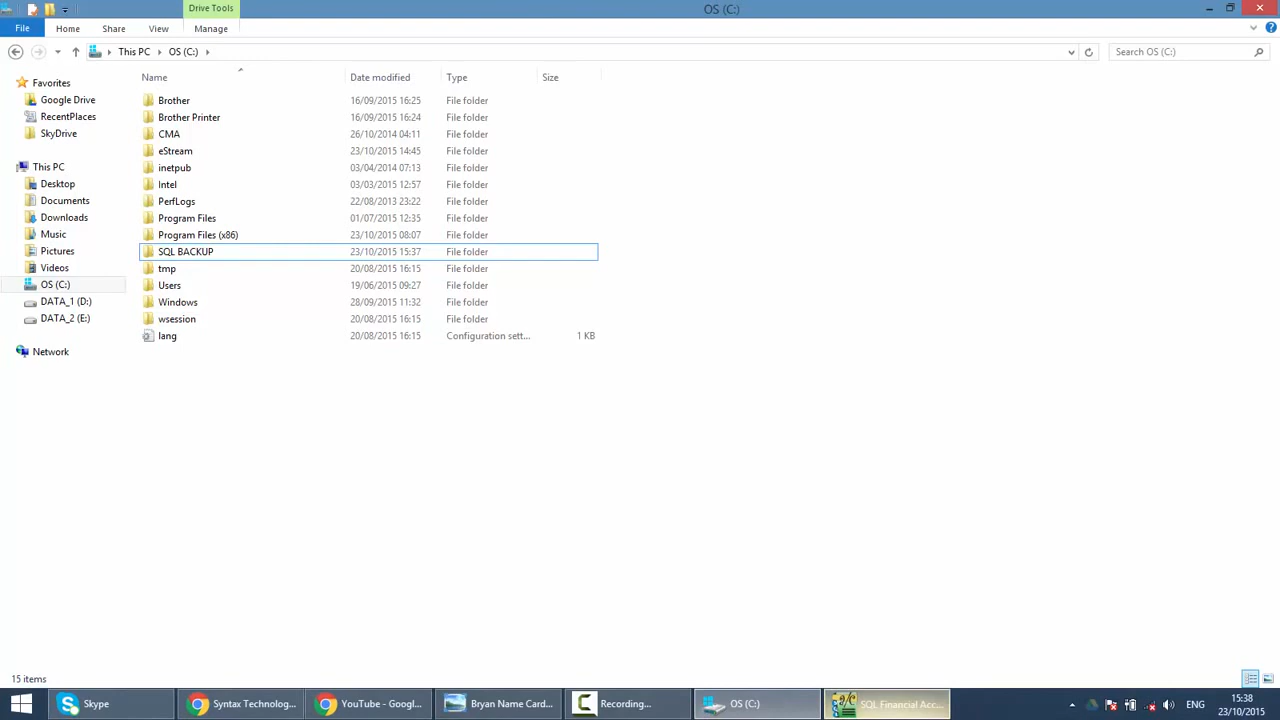 Drive Tools
OS (C:)
File Home Share View Manage
This PC OS (C:)
Search OS (C:)
Name Date modified Type Size
Favorites
Google Drive
RecentPlaces
SkyDrive
This PC
Desktop
Documents
Downloads
Music
Pictures
Videos
OS (C:)
DATA_1 (D:)
DATA_2 (E:)
Network
Brother 16/09/2015 16:25 File folder
Brother Printer 16/09/2015 16:24 File folder
CMA 26/10/2014 04:11 File folder
eStream 23/10/2015 14:45 File folder
inetpub 03/04/2014 07:13 File folder
Intel 03/03/2015 12:57 File folder
PerfLogs 22/08/2013 23:22 File folder
Program Files 01/07/2015 12:35 File folder
Program Files (x86) 23/10/2015 08:07 File folder
SQL BACKUP 23/10/2015 15:37 File folder
tmp 20/08/2015 16:15 File folder
Users 19/06/2015 09:27 File folder
Windows 28/09/2015 11:32 File folder
wsession 20/08/2015 16:15 File folder
lang 20/08/2015 16:15 Configuration sett... 1 KB
15 items
Skype Syntax Technolog... YouTube - Googl... Bryan Name Card... Recording... OS (C:) SQL Financial Acc... ENG
15:38
23/10/2015